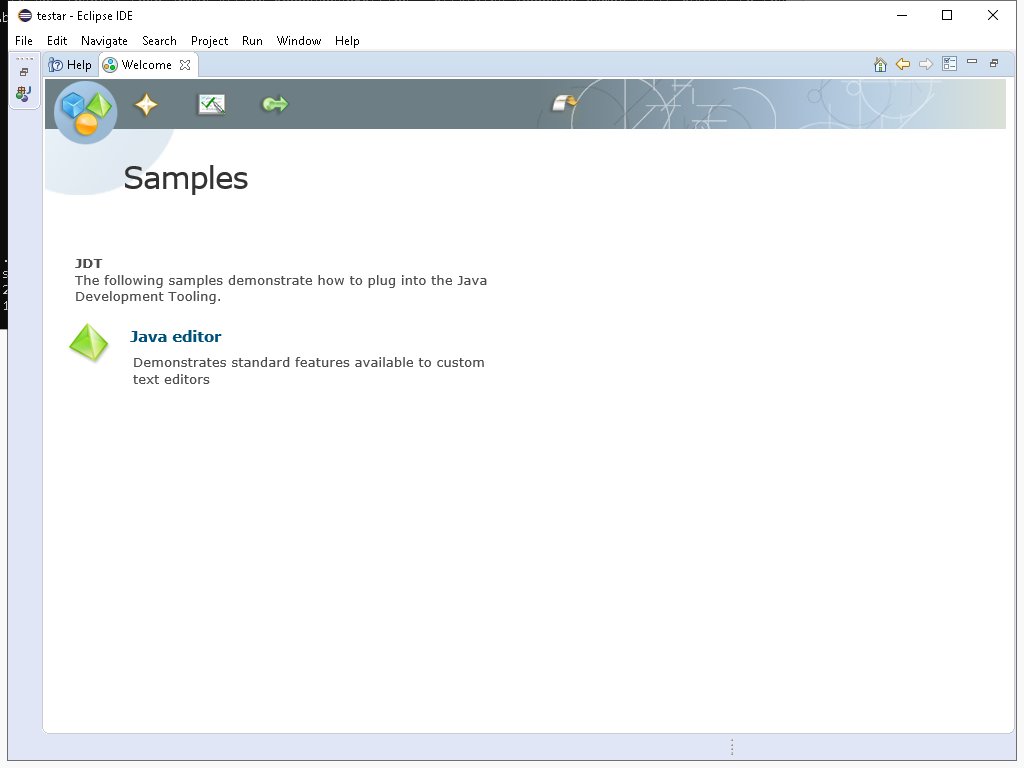 testar - Eclipse IDE
File Edit Navigate Search Project Run Window Help
Help Welcome
Samples
JDT
The following samples demonstrate how to plug into the Java
Development Tooling.
Java editor
Demonstrates standard features available to custom
text editors